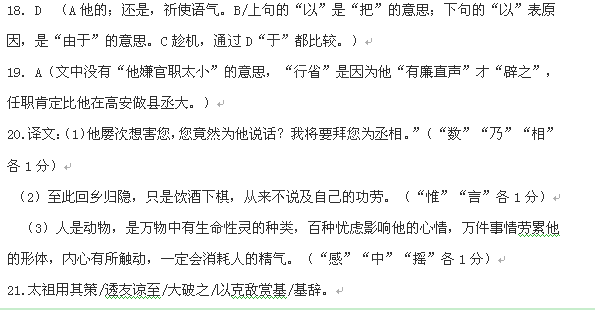 18. D （A他的；还是，祈使语气。B/上句的“以”是“把”的意思；下句的“以”表原
因，是“由于”的意思。C趁机，通过D“于”都比较。）
19. A（文中没有“他嫌官职太小”的意思，“行省”是因为他“有廉直声”才“辟之”，
任职肯定比他在高安做县丞大。）
20.译文：(1)他屡次想害您,您竟然为他说话？我将要拜您为丞相。”（“数”“乃”“相”
各1分）
（2）至此回乡归隐，只是饮酒下棋，从来不说及自己的功劳。（“惟”“言”各1分）
（3）人是动物，是万物中有生命性灵的种类，百种忧虑影响他的心情，万件事情劳累他
的形体，内心有所触动，一定会消耗人的精气。（“感”“中”“摇”各1分）
21.太祖用其策/逶友谅至/大破之/以克敌赏基/基辞。